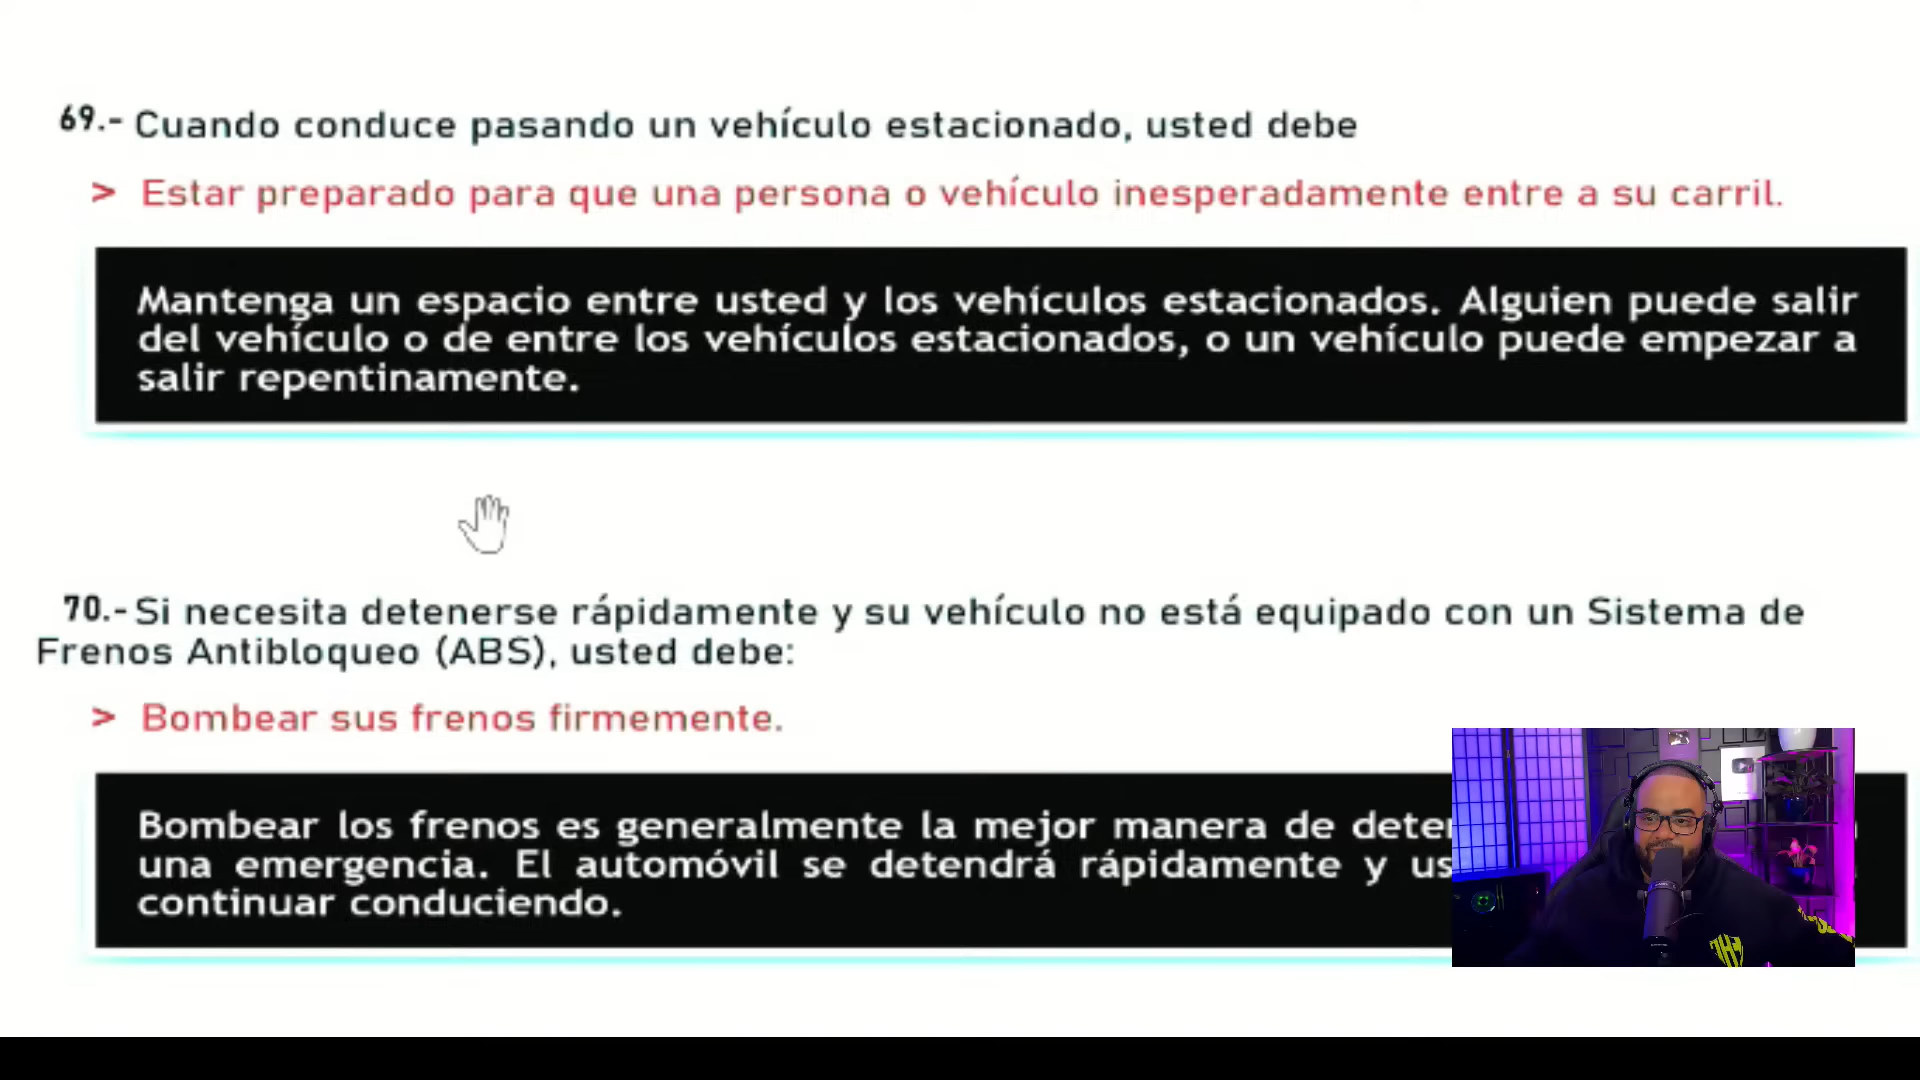 69.- Cuando conduce pasando un vehículo estacionado, usted debe
> Estar preparado para que una persona o vehículo inesperadamente entre a su carril.
Mantenga un espacio entre usted y los vehículos estacionados. Alguien puede salir
del vehículo o de entre los vehículos estacionados, o un vehículo puede empezar a
salir repentinamente.
70.- Si necesita detenerse rápidamente y su vehículo no está equipado con un Sistema de
Frenos Antibloqueo (ABS), usted debe:
> Bombear sus frenos firmemente.
Bombear los frenos es generalmente la mejor manera de
una emergencia. El automóvil se detendrá rápidamente y
continuar conduciendo.